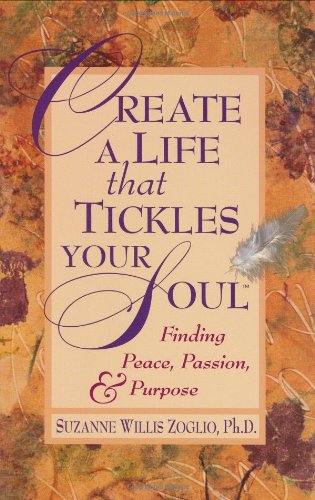 CREATE
A LIFE
that
TICKLES
YOUR
SOUL™
Finding
Peace, Passion,
& Purpose
SUZANNE WILLIS ZOGLIO, Ph.D.